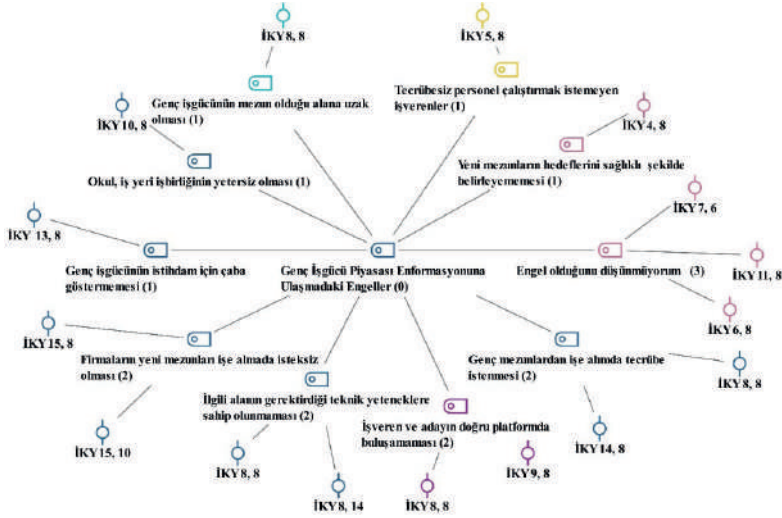 İKY8, 8
İKY5, 8
Genç işgücünün mezun olduğu alana uzak
olması (1)
Tecrübesiz personel çalıştırmak istemeyen
işverenler (1)
İKY10, 8
İKY4, 8
Okul, iş yeri işbirliğinin yetersiz olması (1)
Yeni mezunların hedeflerini sağlıklı şekilde
belirleyememesi (1)
İKY7, 6
İKY 13, 8
Genç işgücünün istihdam için çaba
göstermemesi (1)
Genç İşgücü Piyasası Enformasyonuna
Ulaşmadaki Engeller (0)
Engel olduğunu düşünmüyorum (3)
İKY11, 8
İKY6, 8
İKY15, 8
Firmaların yeni mezunları işe almada isteksiz
olması (2)
Genç mezunlardan işe almda tecrübe
istenmesi (2)
İKY8, 8
İlgili alanın gerektirdiği teknik yeteneklere
sahip olunmaması (2)
İşveren ve adayın doğru platformda
buluşamaması (2)
İKY15, 10
İKY14, 8
İKY8, 8
İKY9, 8
İKY8, 14
İKY8, 8